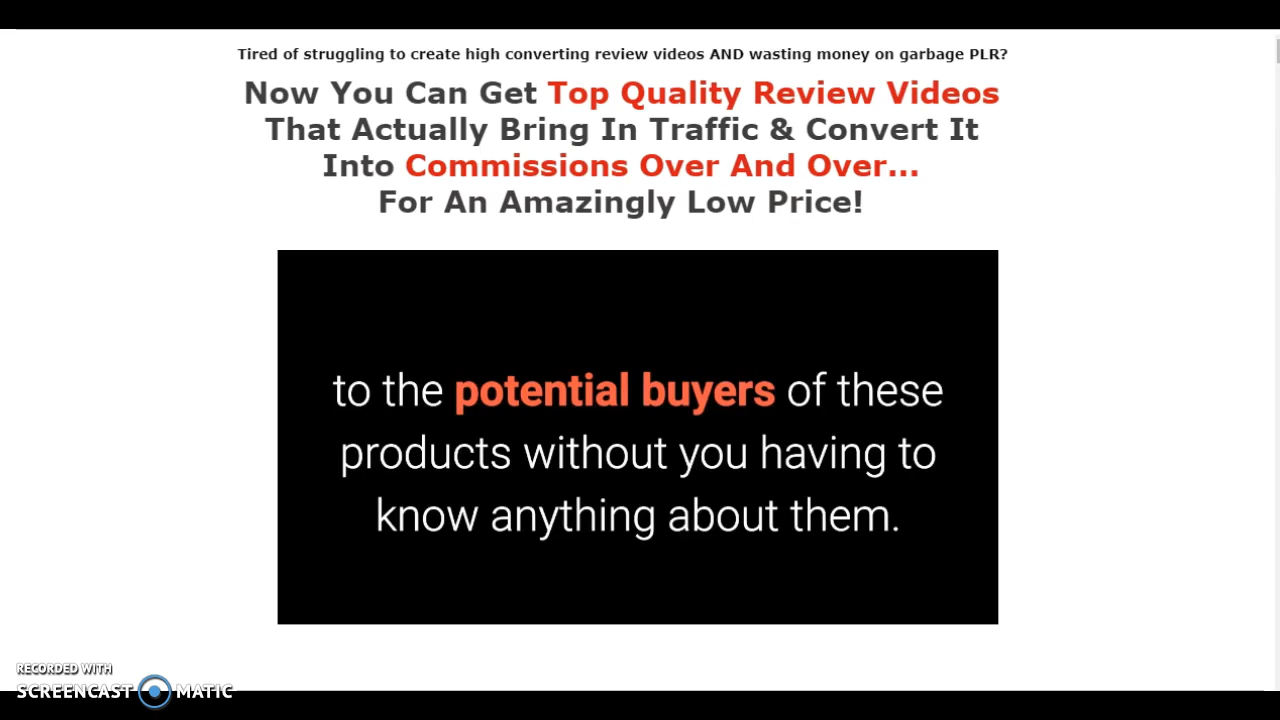 Tired of struggling to create high converting review videos AND wasting money on garbage PLR?
Now You Can Get Top Quality Review Videos
That Actually Bring In Traffic & Convert It
Into Commissions Over And Over...
For An Amazingly Low Price!
to the potential buyers of these
products without you having to
know anything about them.
RECORDED WITH
SCREENCAST MATIC